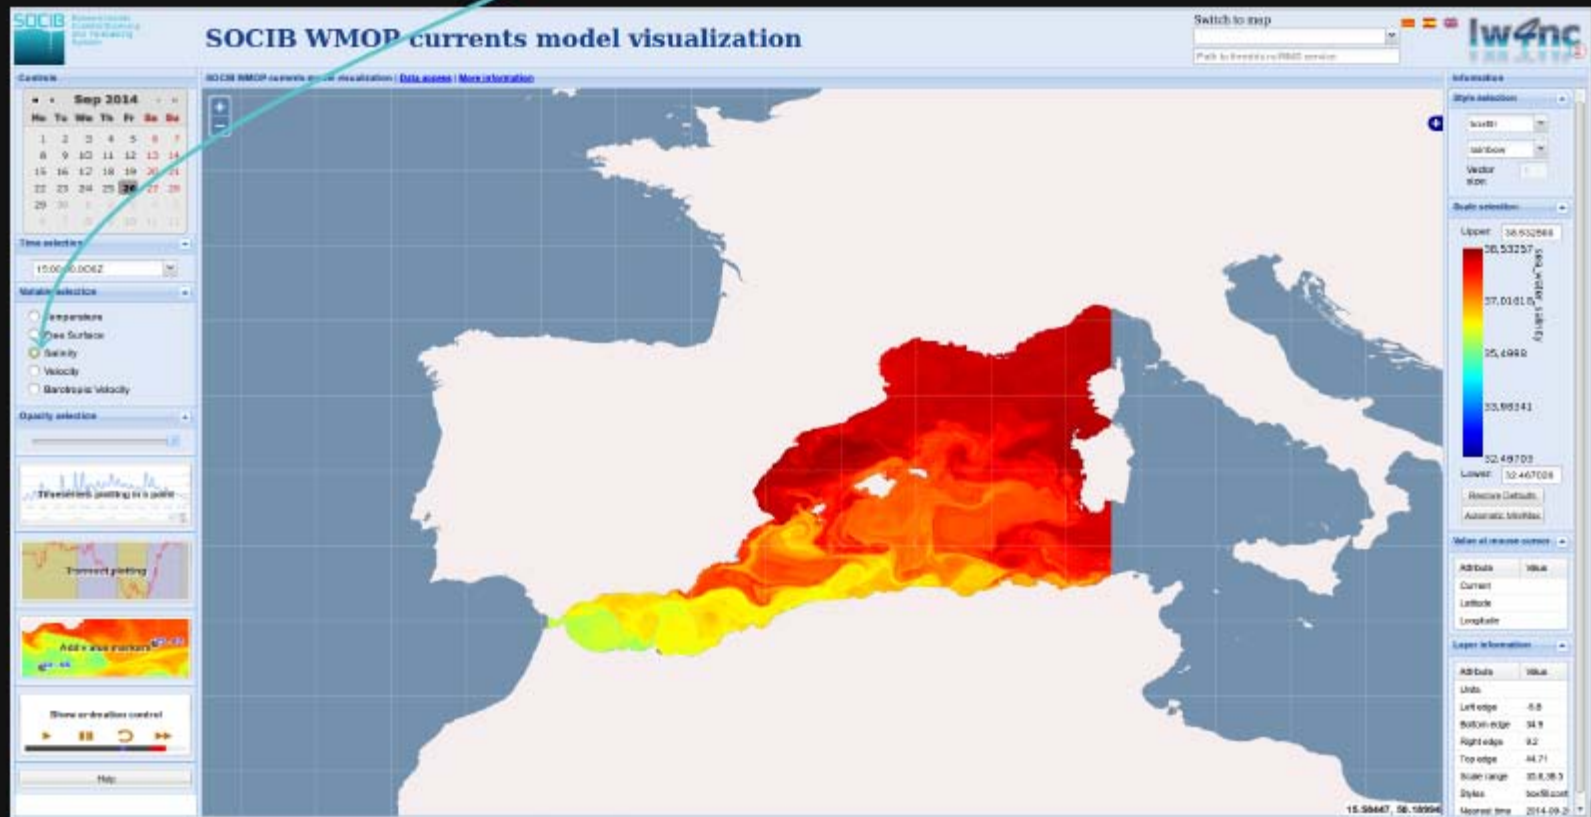 SOCIB
SOCIB WMOP currents model visualization
Switch to map
lw4nc
Controls
SOCIB WMOP currents model visualization | Data access | More information
Information
Sep 2014
Mo Tu We Th Fr Sa Su
1 2 3 4 5 6 7
8 9 10 11 12 13 14
15 16 17 18 19 20 21
22 23 24 25 26 27 28
29 30
Time selection
Variable selection
Temperature
Free Surface
Salinity
Velocity
Barotropic Velocity
Opacity selection
Timeseries plotting in a point
Transect plotting
Add value markers
Show animation control
Help
Style selection
boxfill
rainbow
Vector
size:
Scale selection
Upper:
38,53257
37,01618
35,4998
33,98341
32,46703
sea_water_salinity
Lower:
Restore Defaults
Automatic Min/Max
Value at mouse cursor
Attribute Value
Current
Latitude
Longitude
Layer information
Attribute Value
Units
Left edge -5.8
Bottom edge 34.9
Right edge 9.2
Top edge 44.71
Scale range
Styles
Nearest time